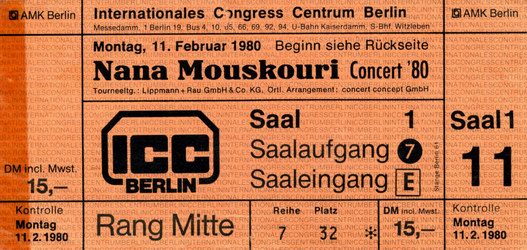 AMK Berlin
Internationales Congress Centrum Berlin
AMK Berlin
Messedamm. 1 Berlin 19, Bus 4, 10, 65, 66, 69, 92, 94, U-Bahn Kaiserdamm, S-Bhf. Witzleben
Montag, 11. Februar 1980 Beginn siehe Rückseite
Nana Mouskouri Concert '80
Tourneeltg.: Lippmann + Rau GmbH & Co. KG, Örtl. Arrangement: concert concept GmbH
ICC
BERLIN
Saal 1
Saalaufgang 7
Saaleingang E
Saal 1
11
DM incl. Mwst.
15,—
Kontrolle
Montag
11.2.1980
Rang Mitte
Reihe Platz
7 32 *
DM incl. Mwst.
15,—
Kontrolle
Montag
11.2.1980